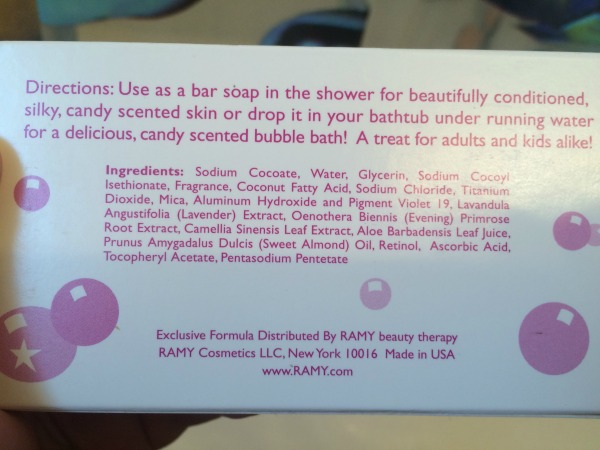 Directions: Use as a bar soap in the shower for beautifully conditioned,
silky, candy scented skin or drop it in your bathtub under running water
for a delicious, candy scented bubble bath! A treat for adults and kids alike!
Ingredients: Sodium Cocoate, Water, Glycerin, Sodium Cocoyl
Isethionate, Fragrance, Coconut Fatty Acid, Sodium Chloride, Titanium
Dioxide, Mica, Aluminum Hydroxide and Pigment Violet 19, Lavandula
Angustifolia (Lavender) Extract, Oenothera Biennis (Evening) Primrose
Root Extract, Camellia Sinensis Leaf Extract, Aloe Barbadensis Leaf Juice,
Prunus Amygadalus Dulcis (Sweet Almond) Oil, Retinol, Ascorbic Acid,
Tocopheryl Acetate, Pentasodium Pentetate
Exclusive Formula Distributed By RAMY beauty therapy
RAMY Cosmetics LLC, New York 10016 Made in USA
www.RAMY.com